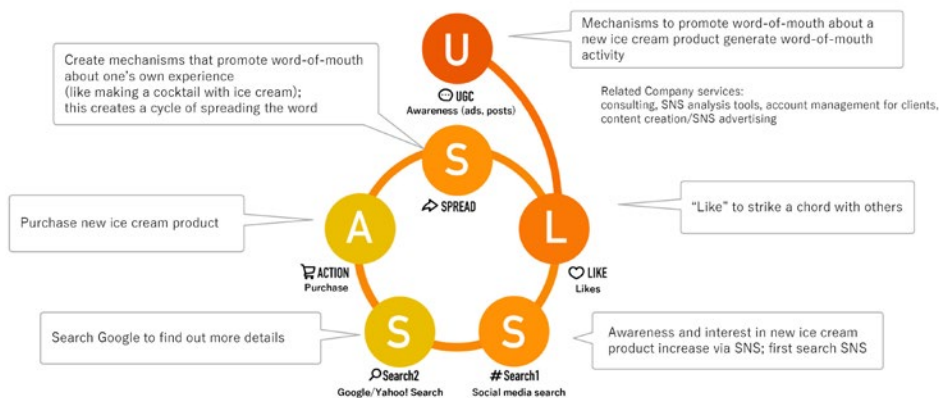 U
UGC
Awareness (ads, posts)
Mechanisms to promote word-of-mouth about a
new ice cream product generate word-of-mouth
activity
Related Company services:
consulting, SNS analysis tools, account management for clients,
content creation/SNS advertising
Create mechanisms that promote word-of-mouth
about one's own experience
(like making a cocktail with ice cream);
this creates a cycle of spreading the word
S
SPREAD
L
LIKE
Likes
“Like” to strike a chord with others
S
#Search1
Social media search
Awareness and interest in new ice cream
product increase via SNS; first search SNS
S
Search2
Google/Yahoo! Search
Search Google to find out more details
A
ACTION
Purchase
Purchase new ice cream product